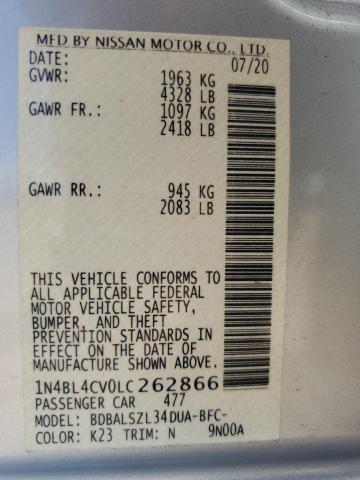 MFD BY NISSAN MOTOR CO., LTD.
DATE: 07/20
GVWR: 1963 KG
4328 LB
GAWR FR.: 1097 KG
2418 LB
GAWR RR.: 945 KG
2083 LB
THIS VEHICLE CONFORMS TO
ALL APPLICABLE FEDERAL
MOTOR VEHICLE SAFETY,
BUMPER, AND THEFT
PREVENTION STANDARDS IN
EFFECT ON THE DATE OF
MANUFACTURE SHOWN ABOVE.
1N4BL4CV0LC262866
PASSENGER CAR 477
MODEL: BDBALSZL34DUA-BFC-
COLOR: K23 TRIM: N 9N00A